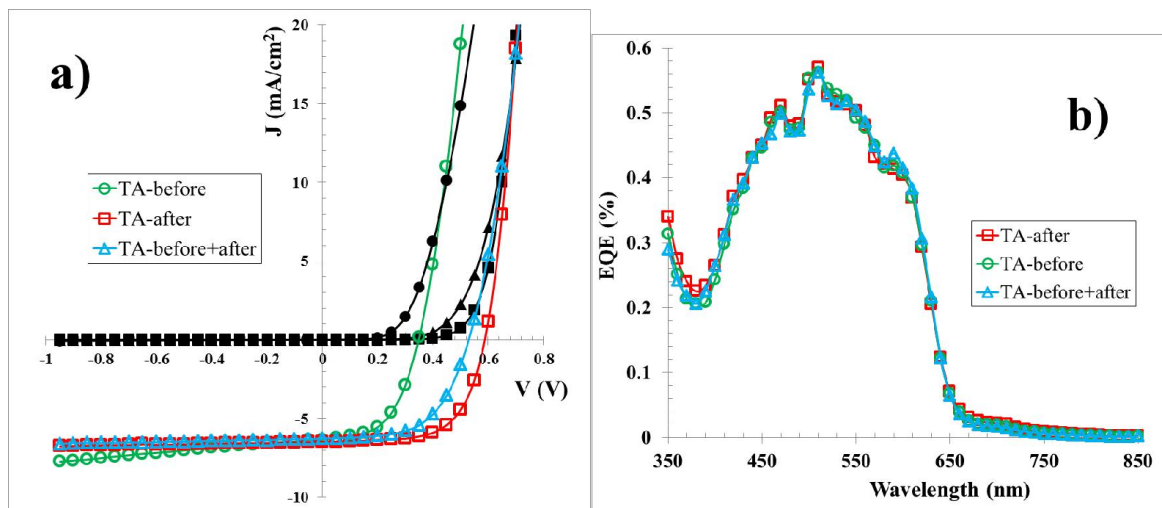 a)
J (mA/cm²)
20
15
10
5
-5
-10
-1
-0.8
-0.6
-0.4
-0.2
0
0.2
0.4
0.6
0.8
V (V)
TA-before
TA-after
TA-before+after
b)
EQE (%)
0.6
0.5
0.4
0.3
0.2
0.1
0
350
450
550
650
750
850
Wavelength (nm)
TA-after
TA-before
TA-before+after